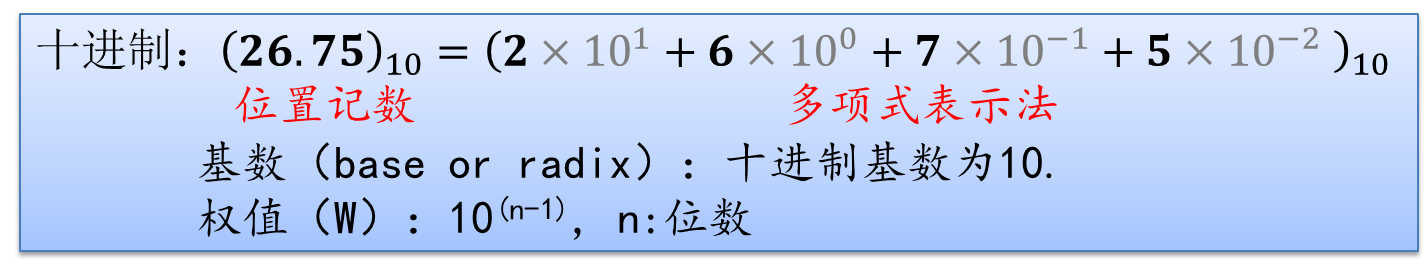 十进制：(26.75)₁₀ = (2 × 10¹ + 6 × 10⁰ + 7 × 10⁻¹ + 5 × 10⁻² )₁₀
位置记数 多项式表示法
基数（base or radix）：十进制基数为10.
权值（W）：10⁽ⁿ⁻¹⁾，n:位数